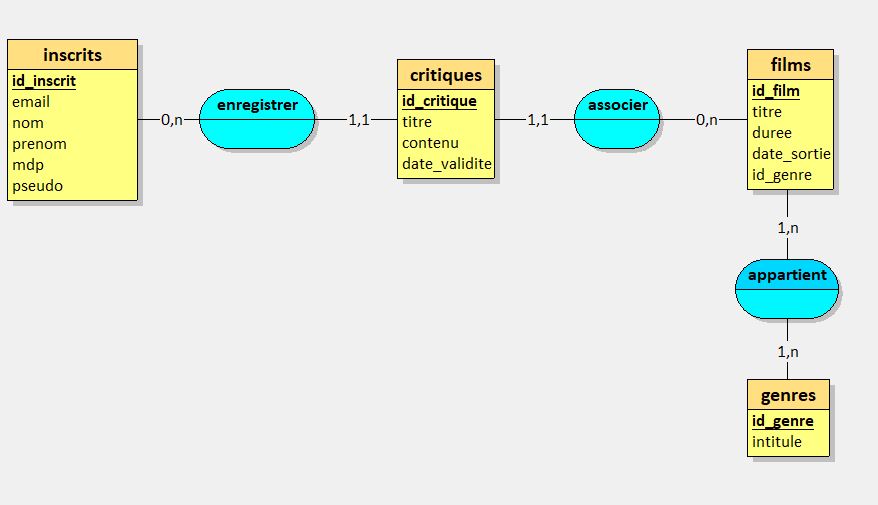 inscrits
id_inscrit
email
nom
prenom
mdp
pseudo
0,n
enregistrer
1,1
critiques
id_critique
titre
contenu
date_validite
1,1
associer
0,n
films
id_film
titre
duree
date_sortie
id_genre
1,n
appartient
1,n
genres
id_genre
intitule